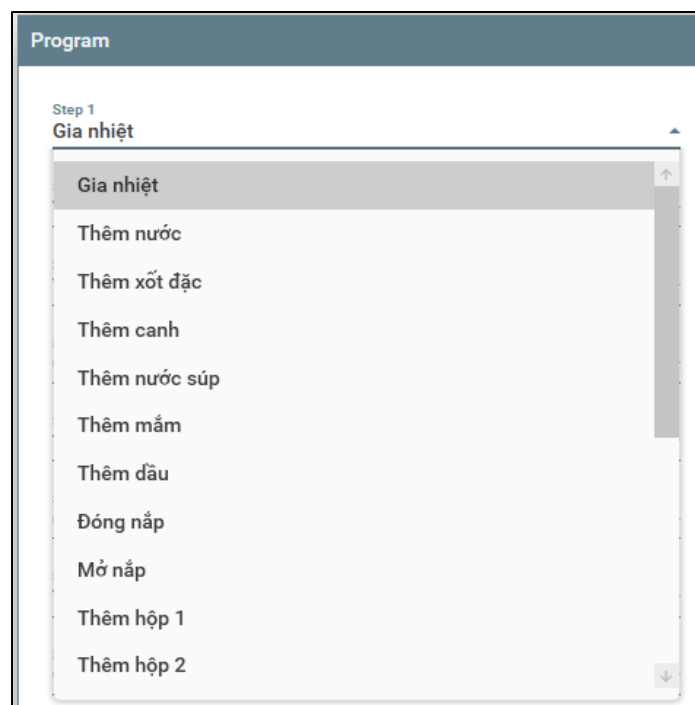 Program
Step 1
Gia nhiệt
Gia nhiệt
Thêm nước
Thêm xốt đặc
Thêm canh
Thêm nước súp
Thêm mắm
Thêm dầu
Đóng nắp
Mở nắp
Thêm hộp 1
Thêm hộp 2